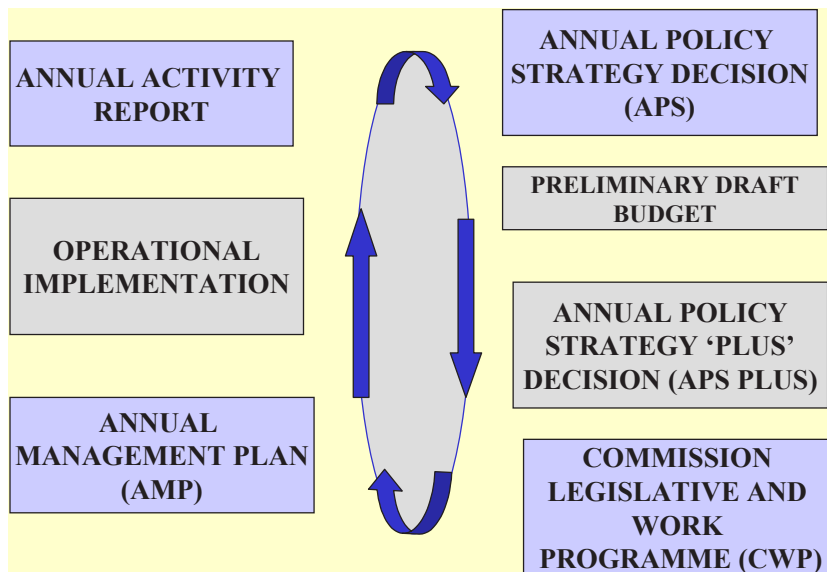 ANNUAL ACTIVITY
REPORT
OPERATIONAL
IMPLEMENTATION
ANNUAL
MANAGEMENT PLAN
(AMP)
ANNUAL POLICY
STRATEGY DECISION
(APS)
PRELIMINARY DRAFT
BUDGET
ANNUAL POLICY
STRATEGY ‘PLUS’
DECISION (APS PLUS)
COMMISSION
LEGISLATIVE AND
WORK
PROGRAMME (CWP)